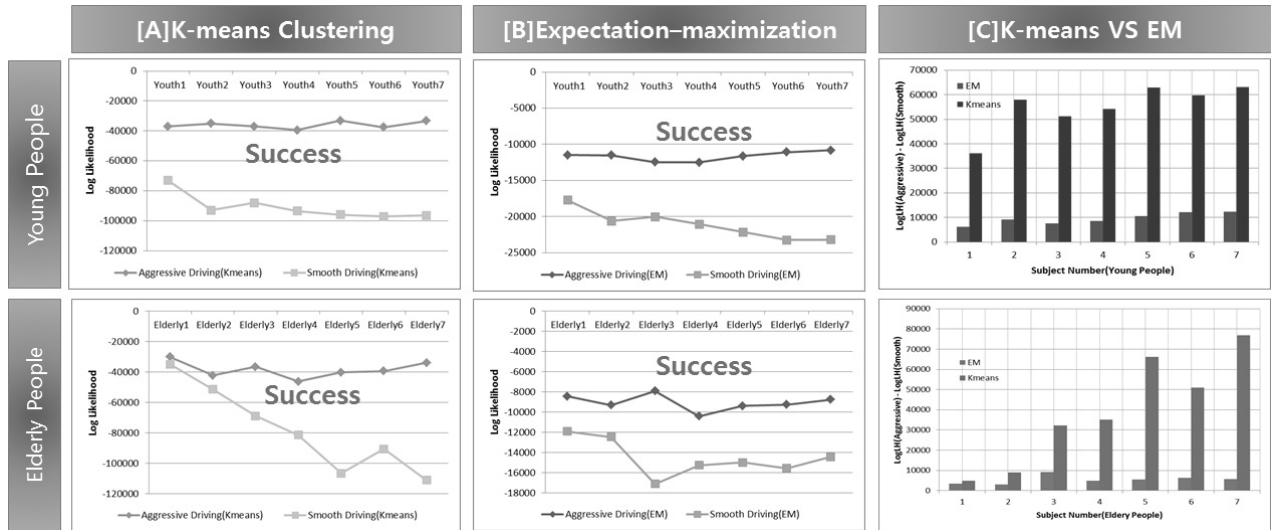 [A]K-means Clustering
[B]Expectation–maximization
[C]K-means VS EM
Young People
0
-20000
-40000
-60000
-80000
-100000
-120000
Log Likelihood
Youth1 Youth2 Youth3 Youth4 Youth5 Youth6 Youth7
Success
Aggressive Driving(Kmeans) Smooth Driving(Kmeans)
0
-5000
-10000
-15000
-20000
-25000
Log Likelihood
Youth1 Youth2 Youth3 Youth4 Youth5 Youth6 Youth7
Success
Aggressive Driving(EM) Smooth Driving(EM)
70000
60000
50000
40000
30000
20000
10000
0
LogLH(Aggressive) - LogLH(Smooth)
EM
Kmeans
1 2 3 4 5 6 7
Subject Number(Young People)
Elderly People
0
-20000
-40000
-60000
-80000
-100000
-120000
Log Likelihood
Elderly1 Elderly2 Elderly3 Elderly4 Elderly5 Elderly6 Elderly7
Success
Aggressive Driving(Kmeans) Smooth Driving(Kmeans)
0
-2000
-4000
-6000
-8000
-10000
-12000
-14000
-16000
-18000
Log Likelihood
Elderly1 Elderly2 Elderly3 Elderly4 Elderly5 Elderly6 Elderly7
Success
Aggressive Driving(EM) Smooth Driving(EM)
90000
80000
70000
60000
50000
40000
30000
20000
10000
0
LogLH(Aggressive) - LogLH(Smooth)
EM
Kmeans
1 2 3 4 5 6 7
Subject Number(Eldery People)